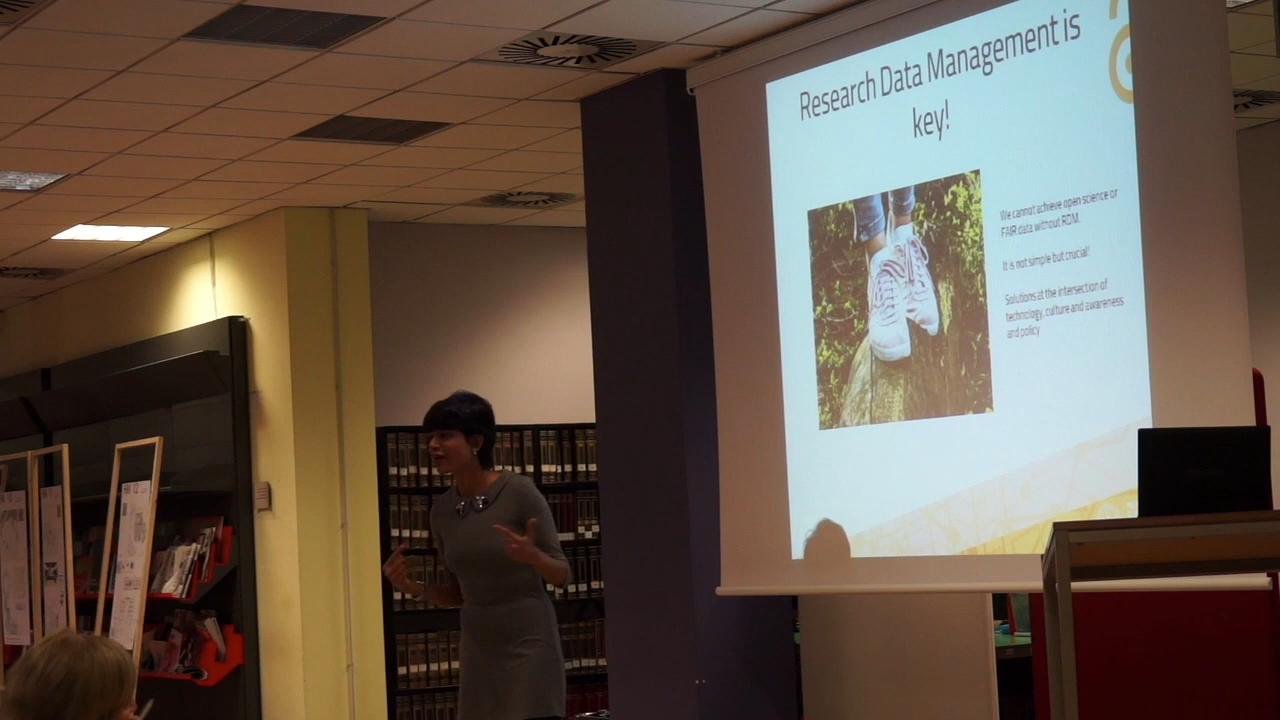 Research Data Management is
key!
We cannot achieve open science or
FAIR data without RDM.
It is not simple but crucial!
Solutions at the intersection of
technology, culture and awareness
and policy